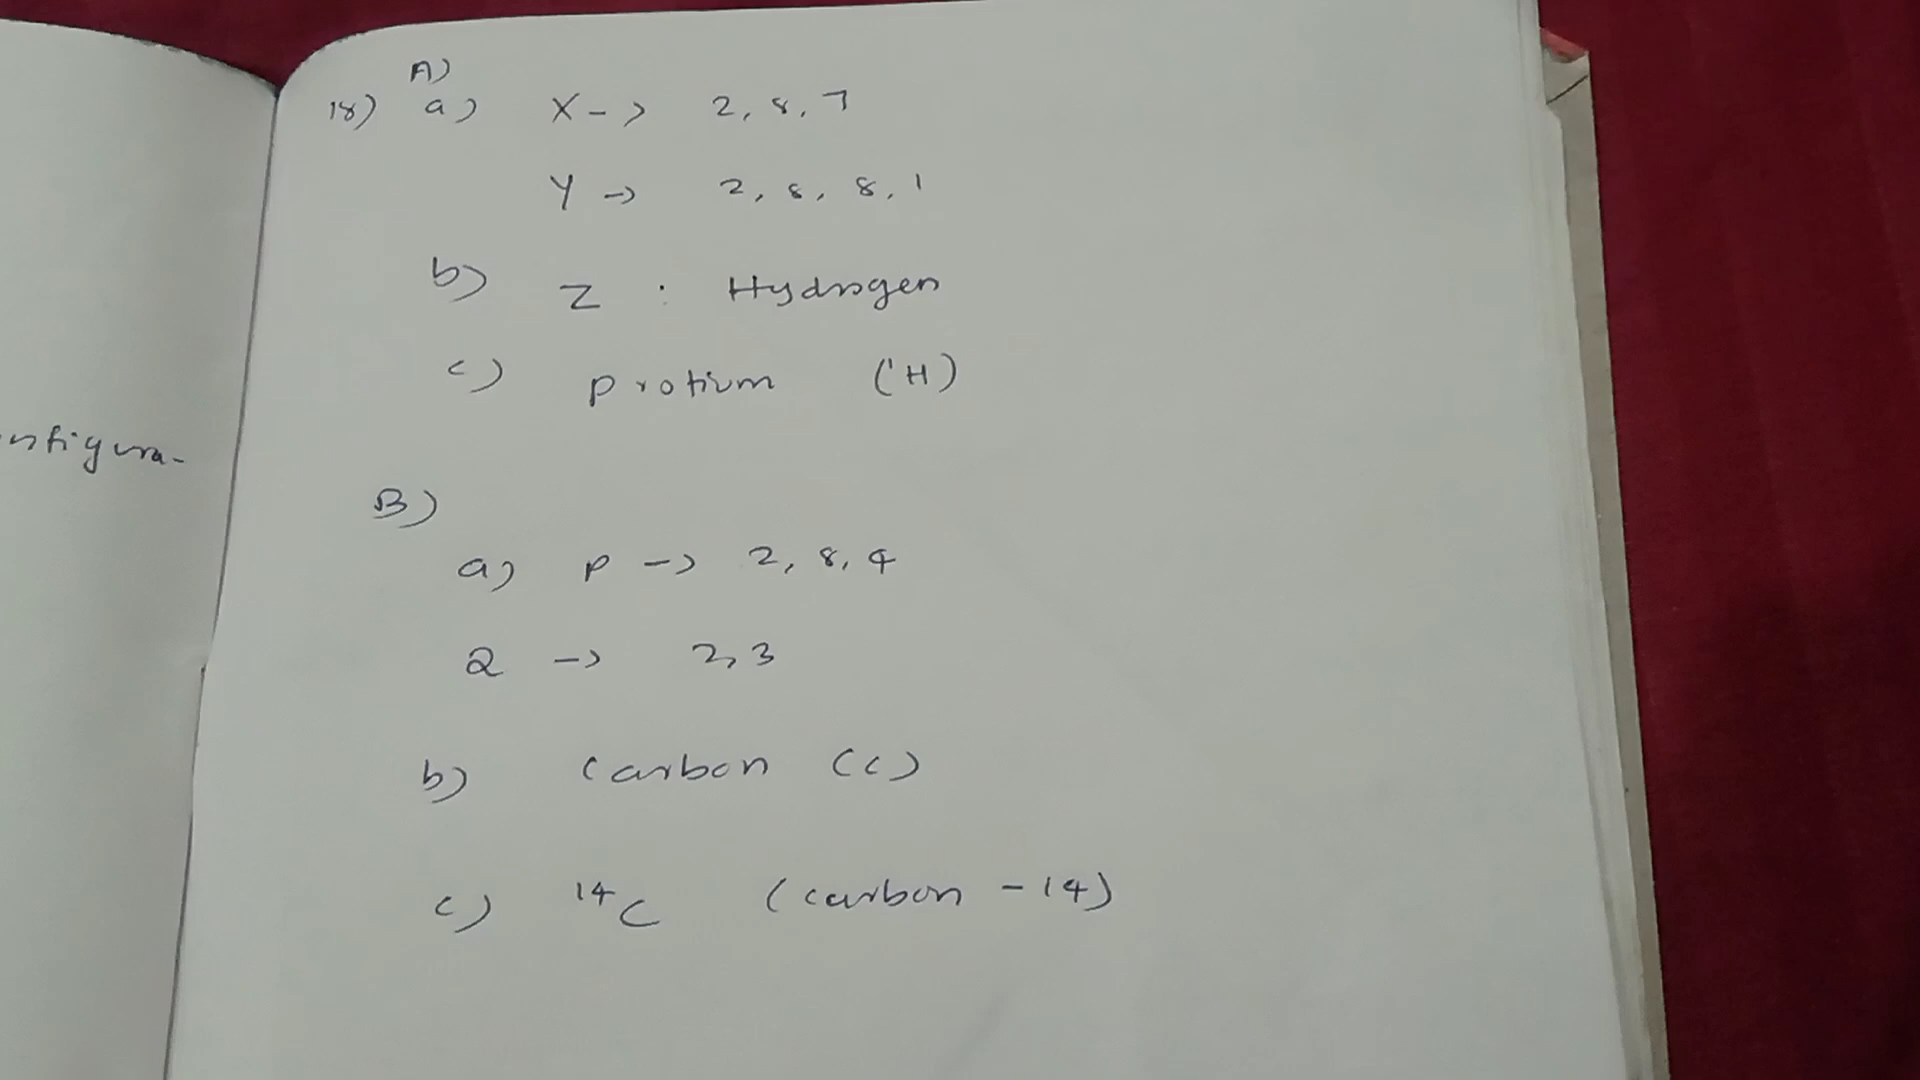 A)
18) a) X -> 2, 8, 7
Y -> 2, 8, 8, 1
b) Z : Hydrogen
c) Protium (¹H)
nfigura-
B)
a) P -> 2, 8, 4
Q -> 2, 3
b) Carbon (C)
c) ¹⁴C (carbon - 14)